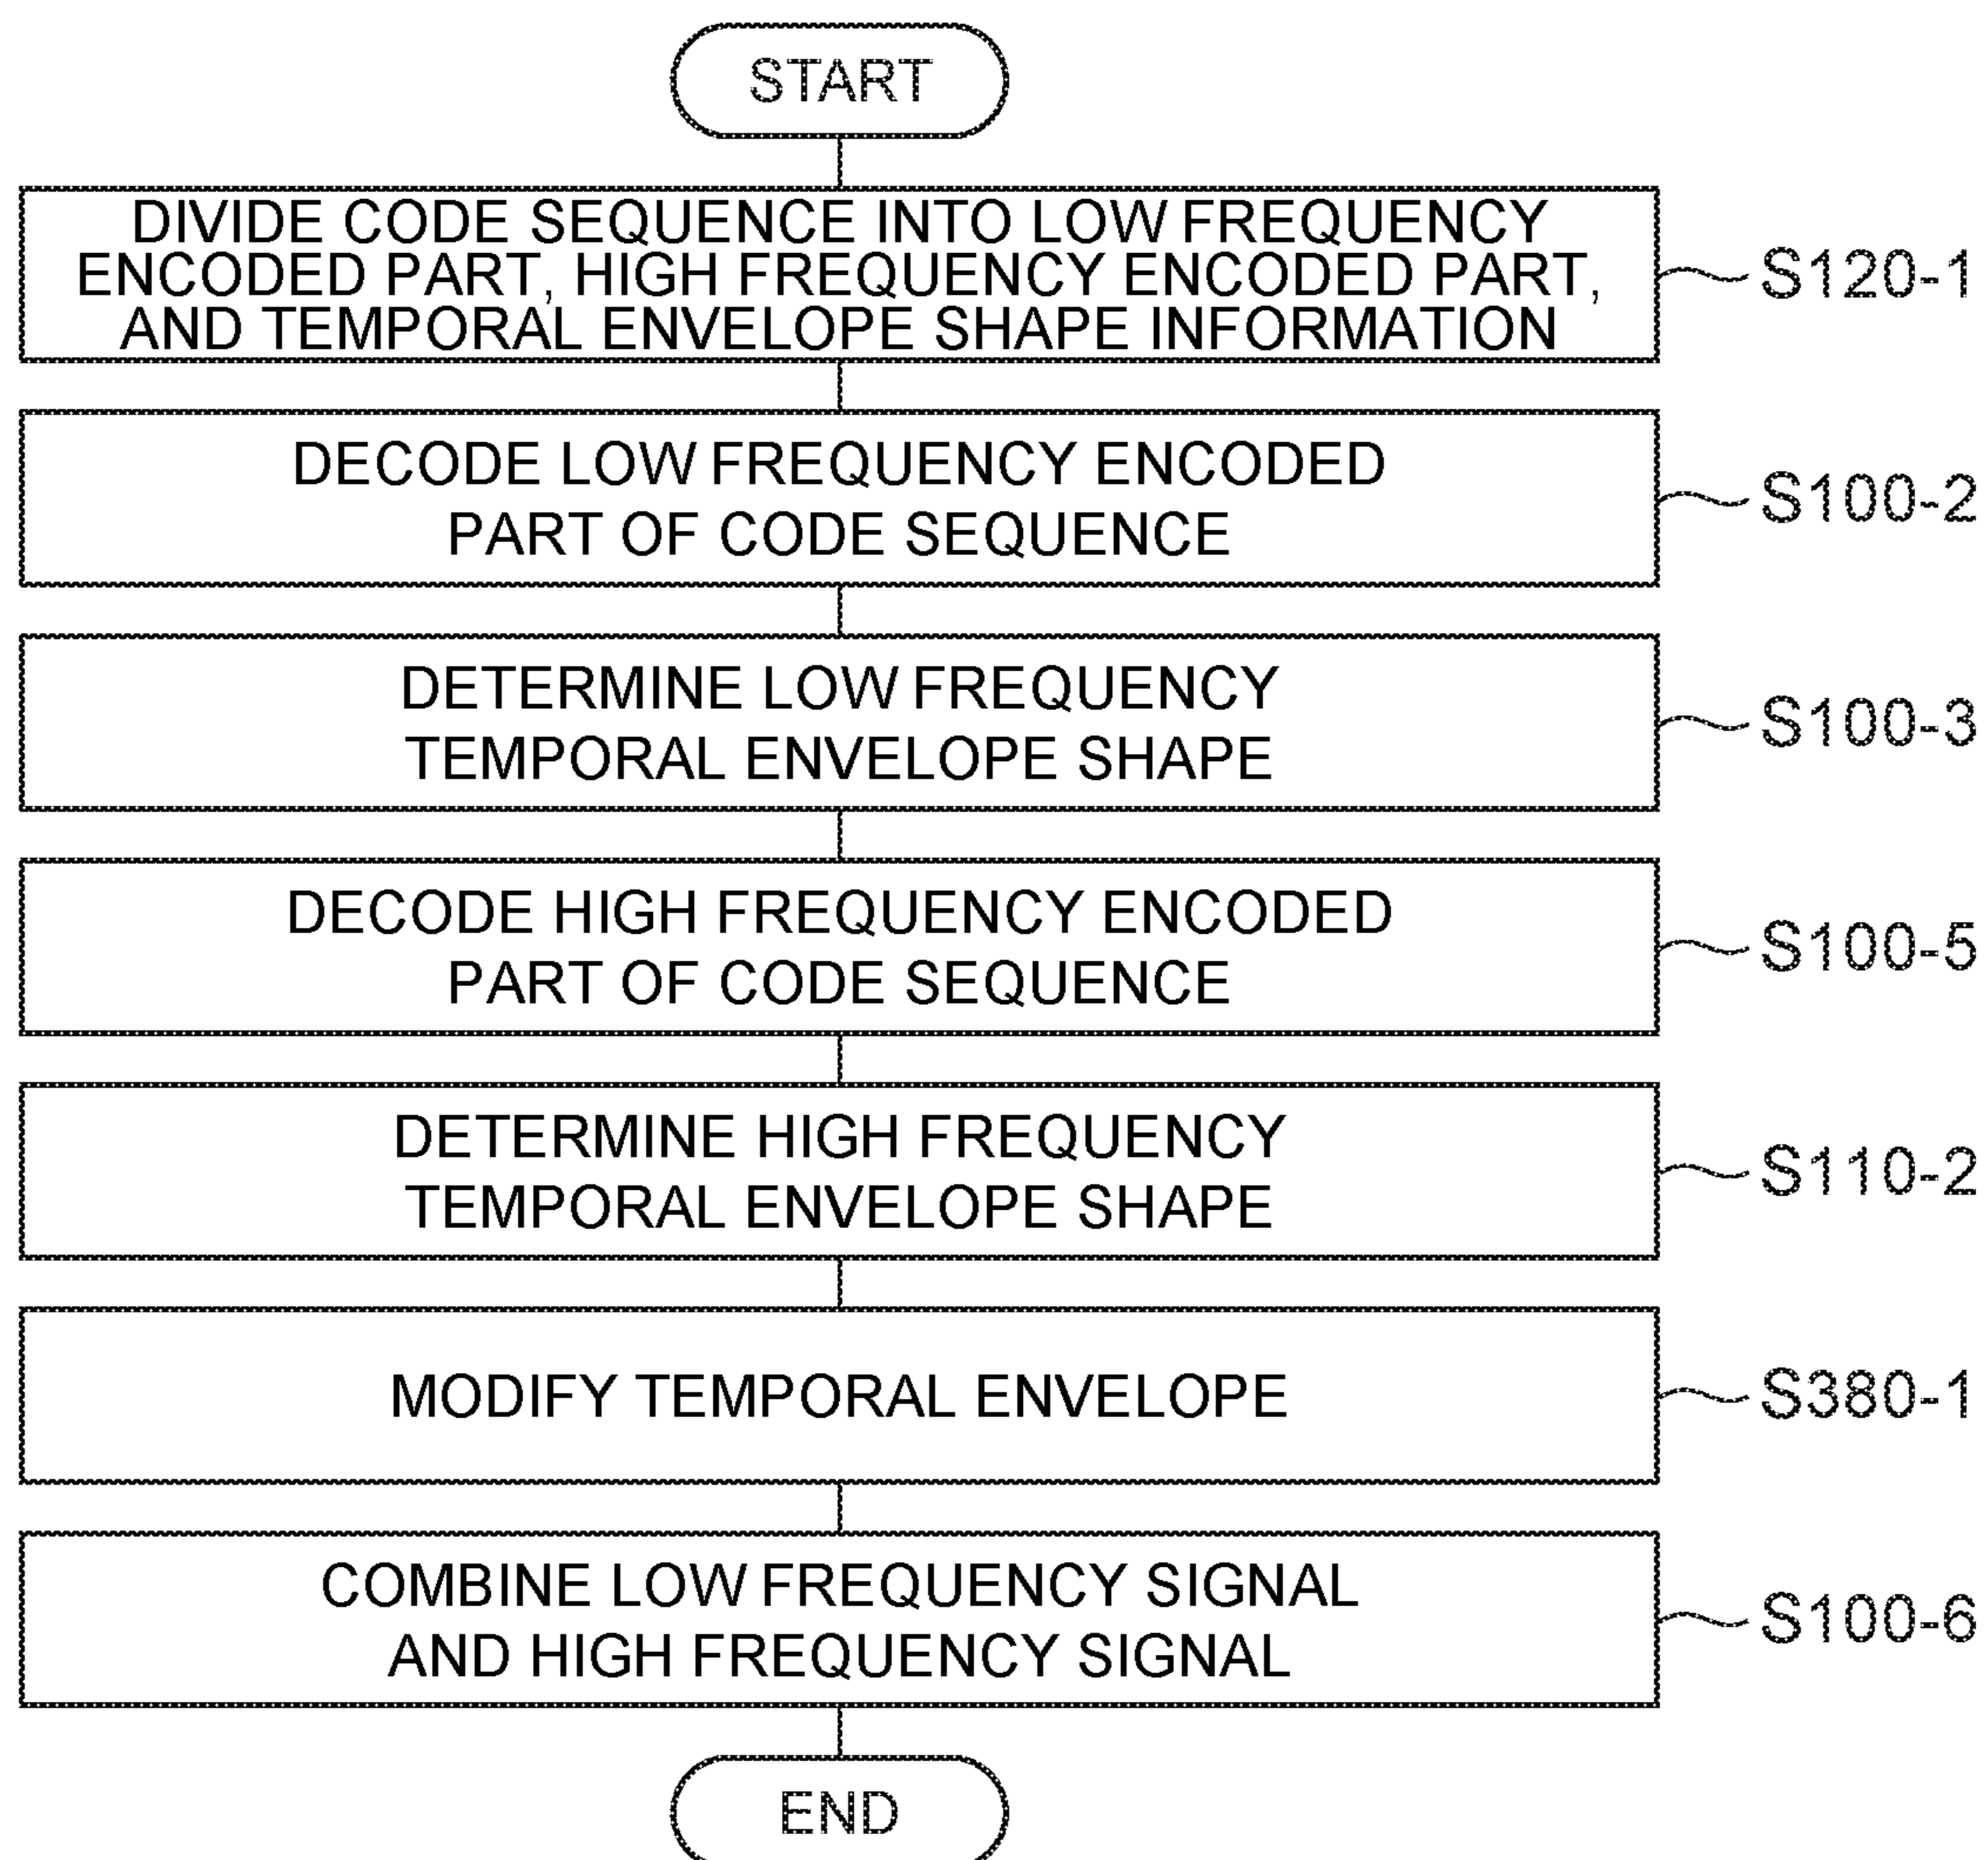 START
DIVIDE CODE SEQUENCE INTO LOW FREQUENCY
ENCODED PART, HIGH FREQUENCY ENCODED PART,
AND TEMPORAL ENVELOPE SHAPE INFORMATION
S120-1
DECODE LOW FREQUENCY ENCODED
PART OF CODE SEQUENCE
S100-2
DETERMINE LOW FREQUENCY
TEMPORAL ENVELOPE SHAPE
S100-3
DECODE HIGH FREQUENCY ENCODED
PART OF CODE SEQUENCE
S100-5
DETERMINE HIGH FREQUENCY
TEMPORAL ENVELOPE SHAPE
S110-2
MODIFY TEMPORAL ENVELOPE
S380-1
COMBINE LOW FREQUENCY SIGNAL
AND HIGH FREQUENCY SIGNAL
S100-6
END